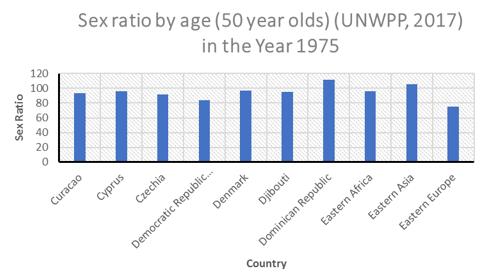 Sex ratio by age (50 year olds) (UNWPP, 2017)
in the Year 1975
120
100
80
60
40
20
0
Sex Ratio
Curacao
Cyprus
Czechia
Democratic Republic...
Denmark
Djibouti
Dominican Republic
Eastern Africa
Eastern Asia
Eastern Europe
Country